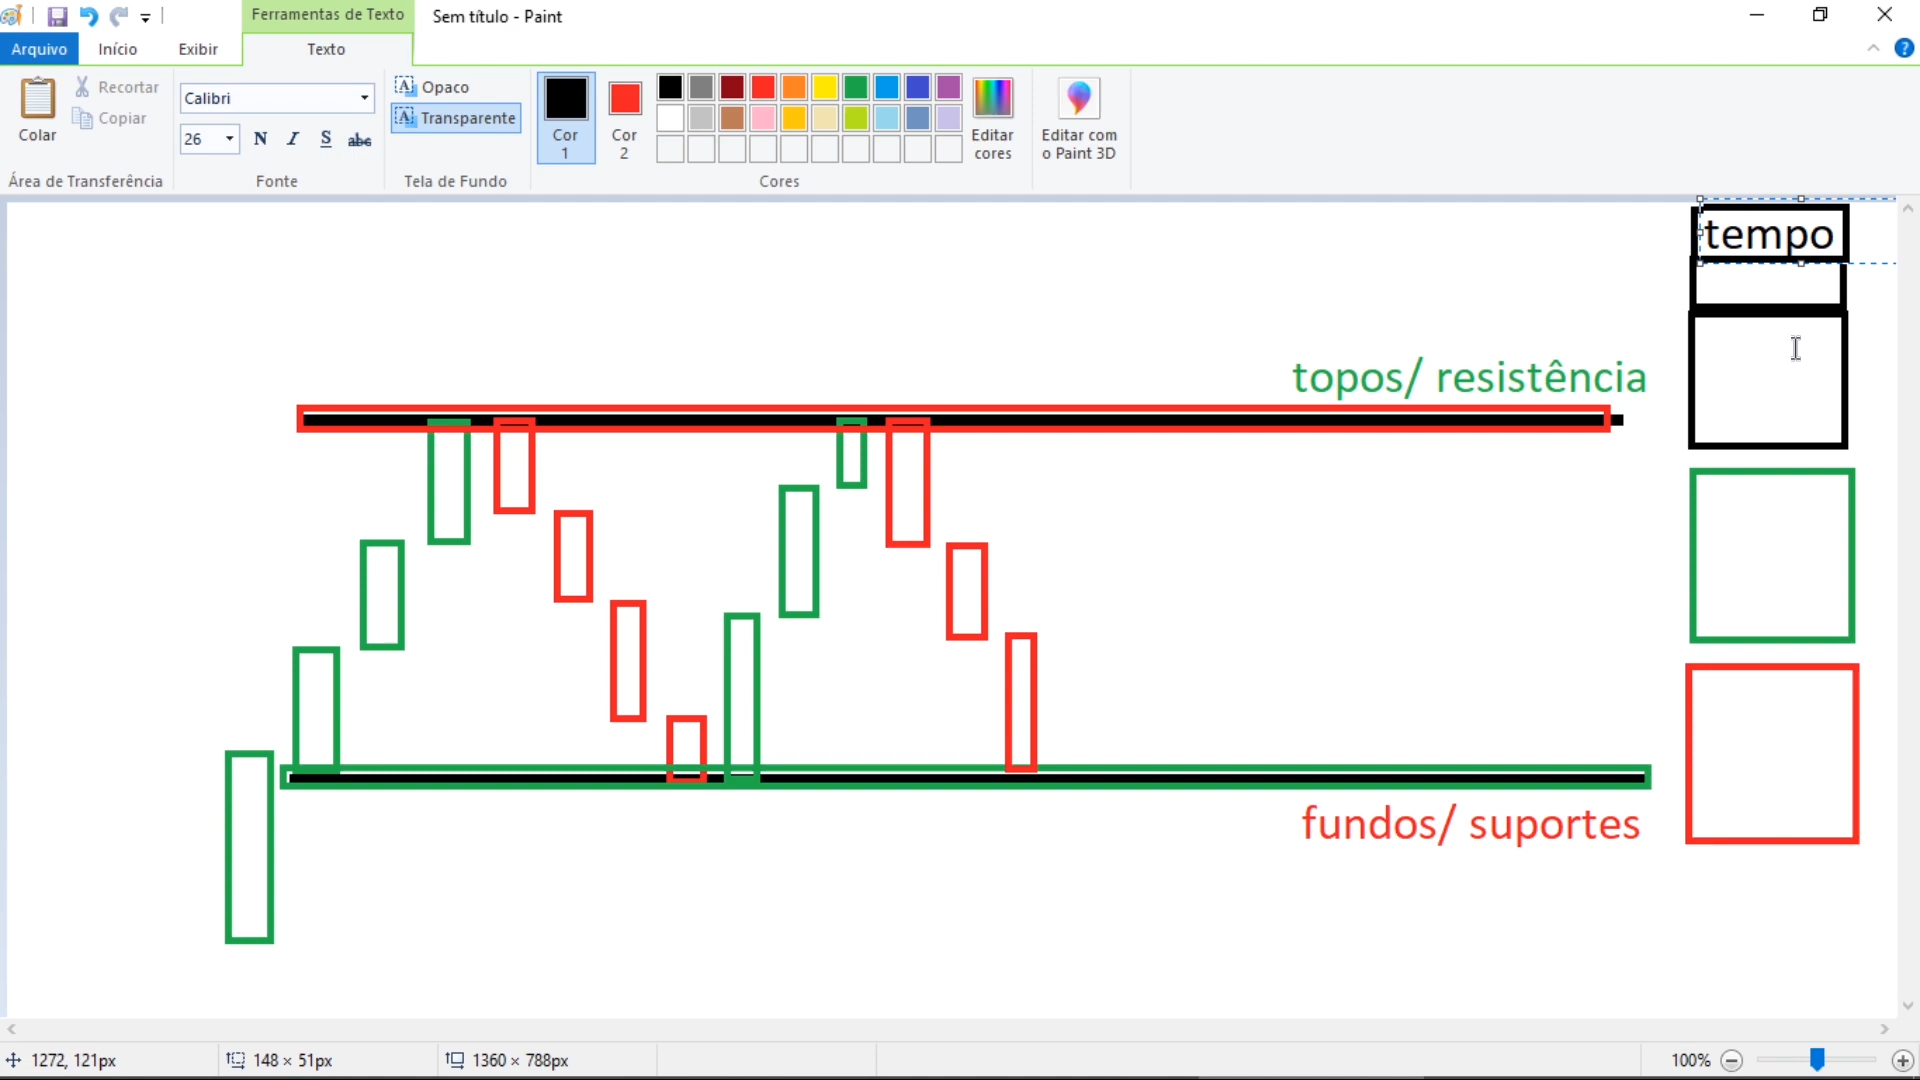 Ferramentas de Texto
Sem título - Paint
Arquivo
Início
Exibir
Texto
Colar
Recortar
Copiar
Área de Transferência
Calibri
26
N I S abc
Fonte
Opaco
Transparente
Tela de Fundo
Cor
1
Cor
2
Editar
cores
Cores
Editar com
o Paint 3D
tempo
topos/ resistência
fundos/ suportes
1272, 121px
148 × 51px
1360 × 788px
100%